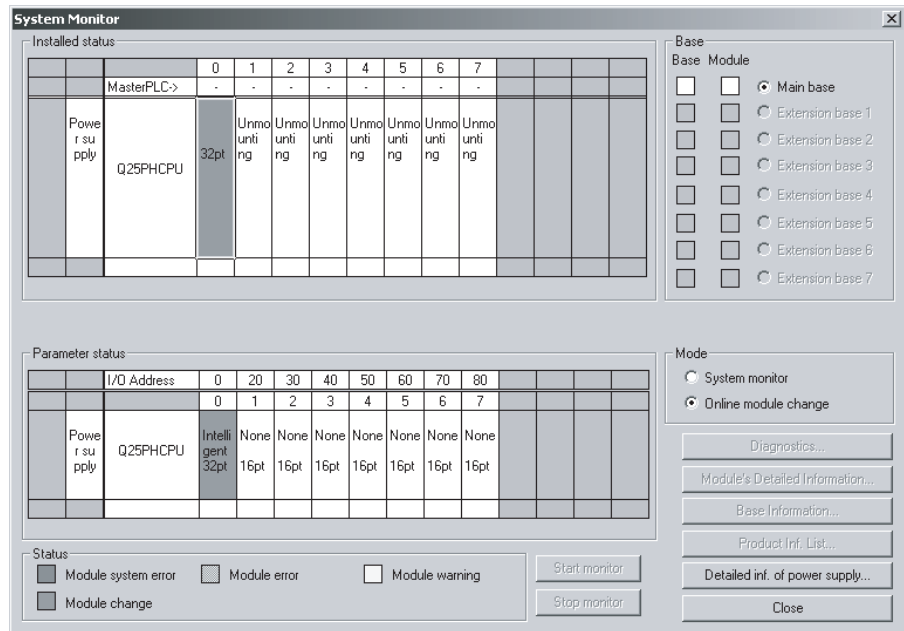 System Monitor
Installed status
0 1 2 3 4 5 6 7
MasterPLC-> - - - - - - - -
Powe
r su
pply
Q25PHCPU
32pt
Unmo Unmo Unmo Unmo Unmo Unmo Unmo
unti unti unti unti unti unti unti
ng ng ng ng ng ng ng
Base
Base Module
Main base
Extension base 1
Extension base 2
Extension base 3
Extension base 4
Extension base 5
Extension base 6
Extension base 7
Parameter status
I/O Address 0 20 30 40 50 60 70 80
0 1 2 3 4 5 6 7
Powe
r su
pply
Q25PHCPU
Intelli
gent
32pt
None None None None None None None
16pt 16pt 16pt 16pt 16pt 16pt 16pt
Mode
System monitor
Online module change
Diagnostics...
Module's Detailed Information...
Base Information...
Product Inf. List...
Detailed inf. of power supply...
Close
Status
Module system error
Module error
Module warning
Module change
Start monitor
Stop monitor